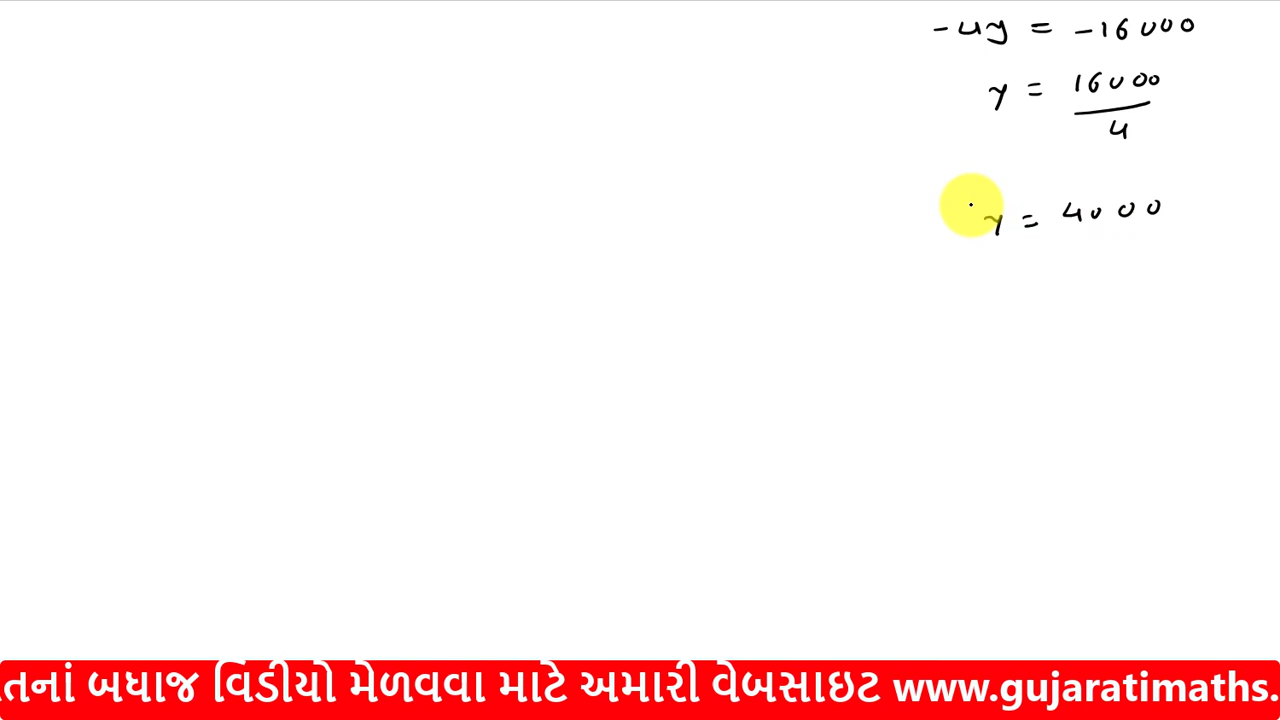 -4y = -16000
y = 16000
4
y = 4000
તનાં બધાજ વિડીયો મેળવવા માટે અમારી વેબસાઇટ www.gujaratimaths.